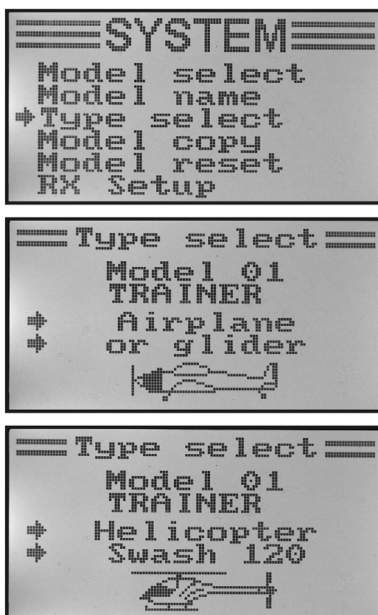 SYSTEM
Model select
Model name
Type select
Model copy
Model reset
RX Setup
Type select
Model 01
TRAINER
Airplane
or glider
Type select
Model 01
TRAINER
Helicopter
Swash 120